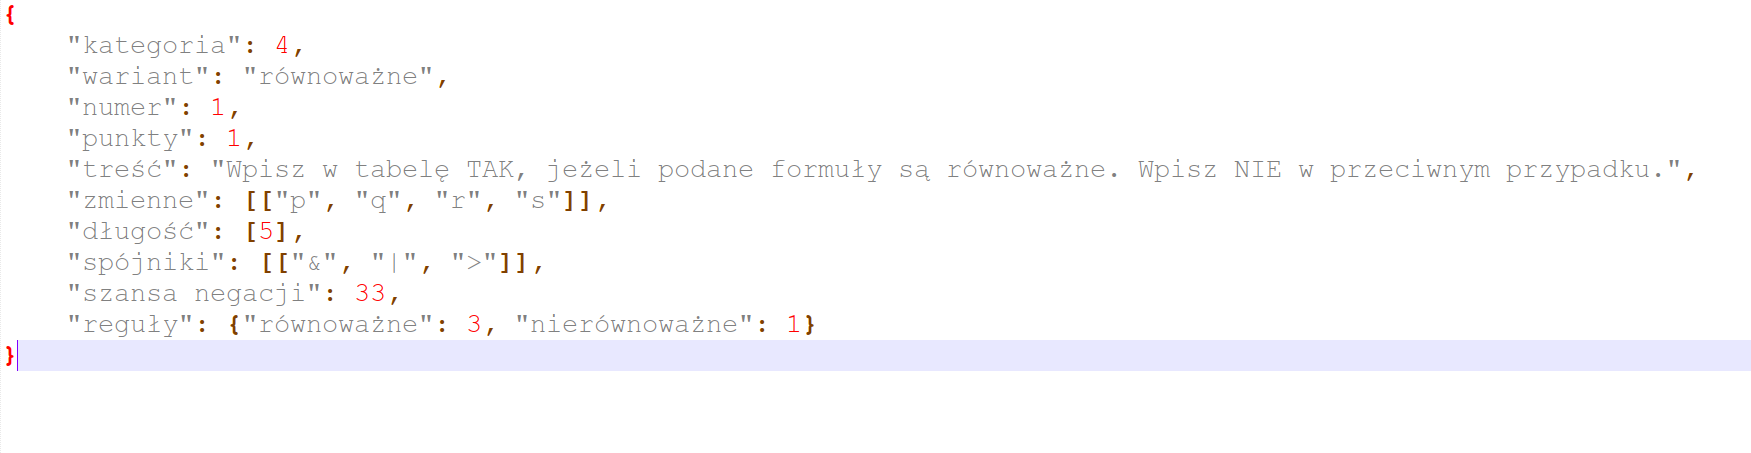 {
    "kategoria": 4,
    "wariant": "równoważne",
    "numer": 1,
    "punkty": 1,
    "treść": "Wpisz w tabelę TAK, jeżeli podane formuły są równoważne. Wpisz NIE w przeciwnym przypadku.",
    "zmienne": [["p", "q", "r", "s"]],
    "długość": [5],
    "spójniki": [["&", "|", ">"]],
    "szansa negacji": 33,
    "reguły": {"równoważne": 3, "nierównoważne": 1}
}